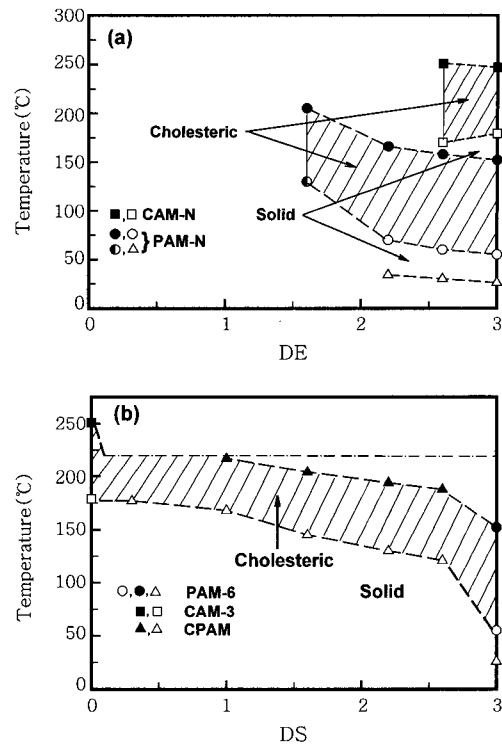 300
(a)
250
200
Cholesteric
150
Solid
■,□ CAM-N
100
●,○
◐,△ } PAM-N
50
0
Temperature(℃)
0 1 2 3
DE
(b)
250
200
150
Cholesteric
Solid
100
○,●,△ PAM-6
■,□ CAM-3
▲,△ CPAM
50
0
Temperature(℃)
0 1 2 3
DS